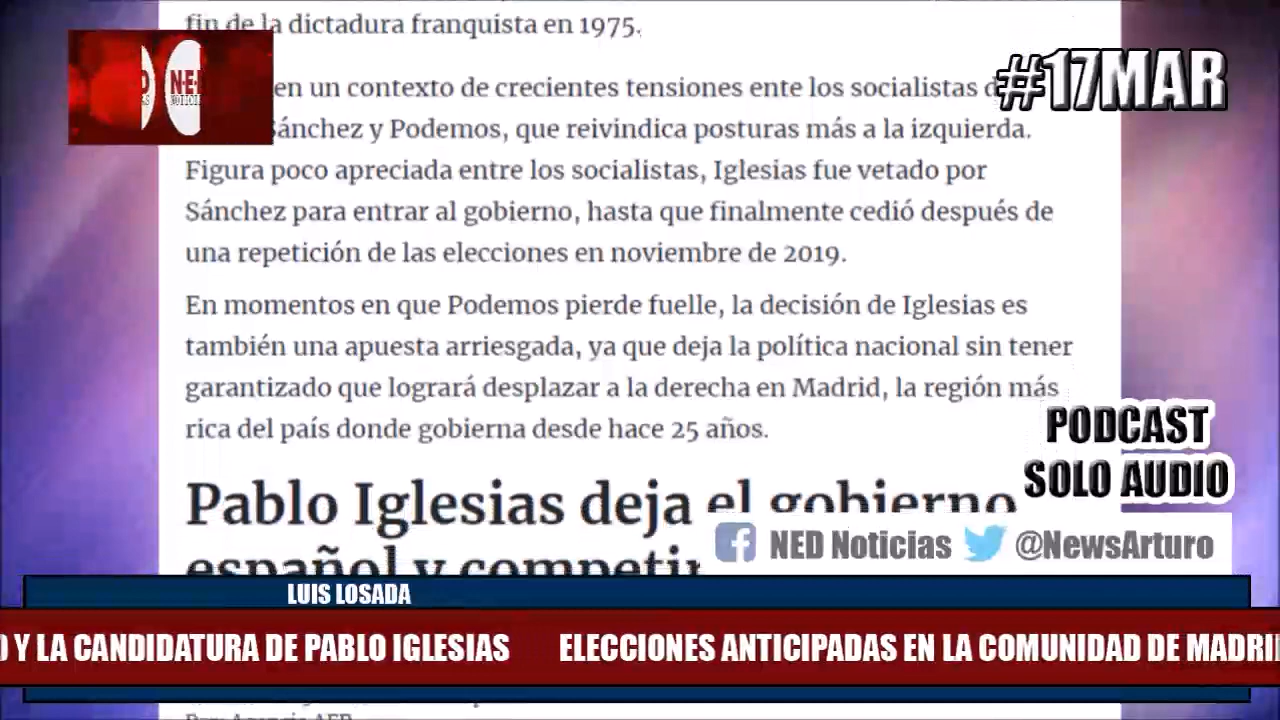 fin de la dictadura franquista en 1975.
#17MAR
en un contexto de crecientes tensiones ente los socialistas
Sánchez y Podemos, que reivindica posturas más a la izquierda.
Figura poco apreciada entre los socialistas, Iglesias fue vetado por
Sánchez para entrar al gobierno, hasta que finalmente cedió después de
una repetición de las elecciones en noviembre de 2019.
En momentos en que Podemos pierde fuelle, la decisión de Iglesias es
también una apuesta arriesgada, ya que deja la política nacional sin tener
garantizado que logrará desplazar a la derecha en Madrid, la región más
rica del país donde gobierna desde hace 25 años.
PODCAST
SOLO AUDIO
Pablo Iglesias deja el gobierno
español y competir
NED Noticias @NewsArturo
LUIS LOSADA
Y LA CANDIDATURA DE PABLO IGLESIAS ELECCIONES ANTICIPADAS EN LA COMUNIDAD DE MADRI